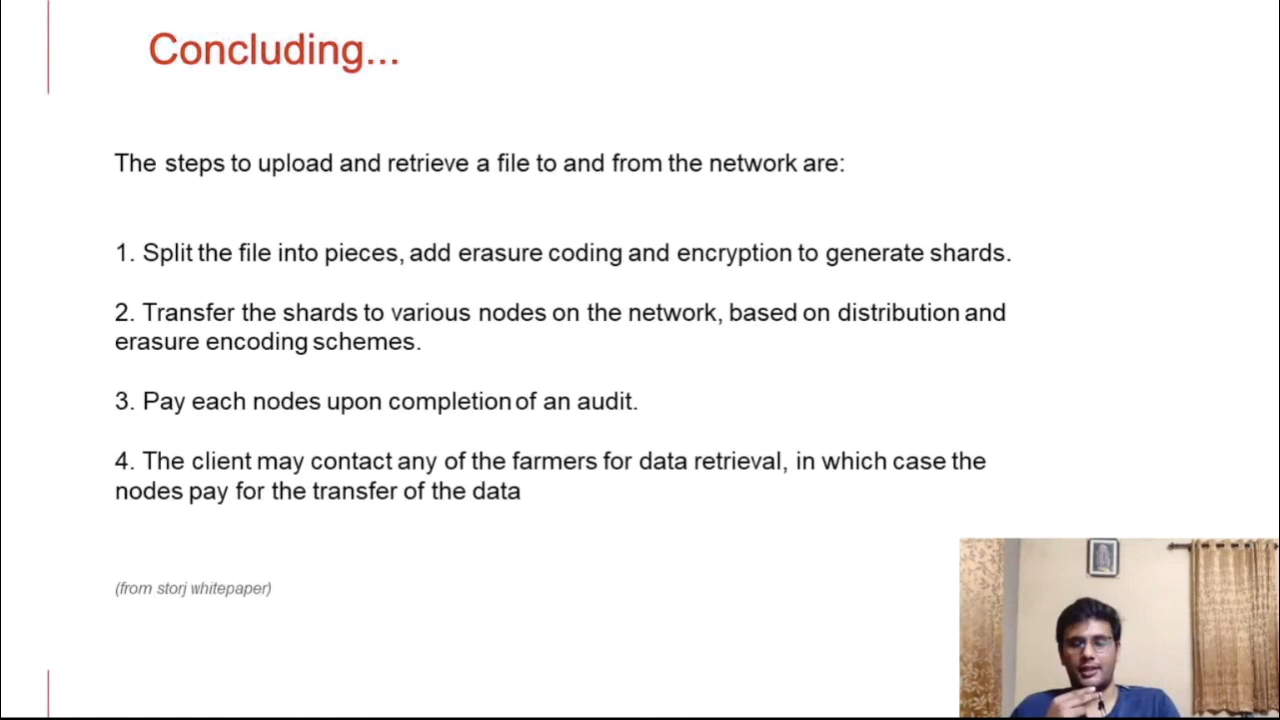 Concluding...
The steps to upload and retrieve a file to and from the network are:
1. Split the file into pieces, add erasure coding and encryption to generate shards.
2. Transfer the shards to various nodes on the network, based on distribution and
erasure encoding schemes.
3. Pay each nodes upon completion of an audit.
4. The client may contact any of the farmers for data retrieval, in which case the
nodes pay for the transfer of the data
(from storj whitepaper)